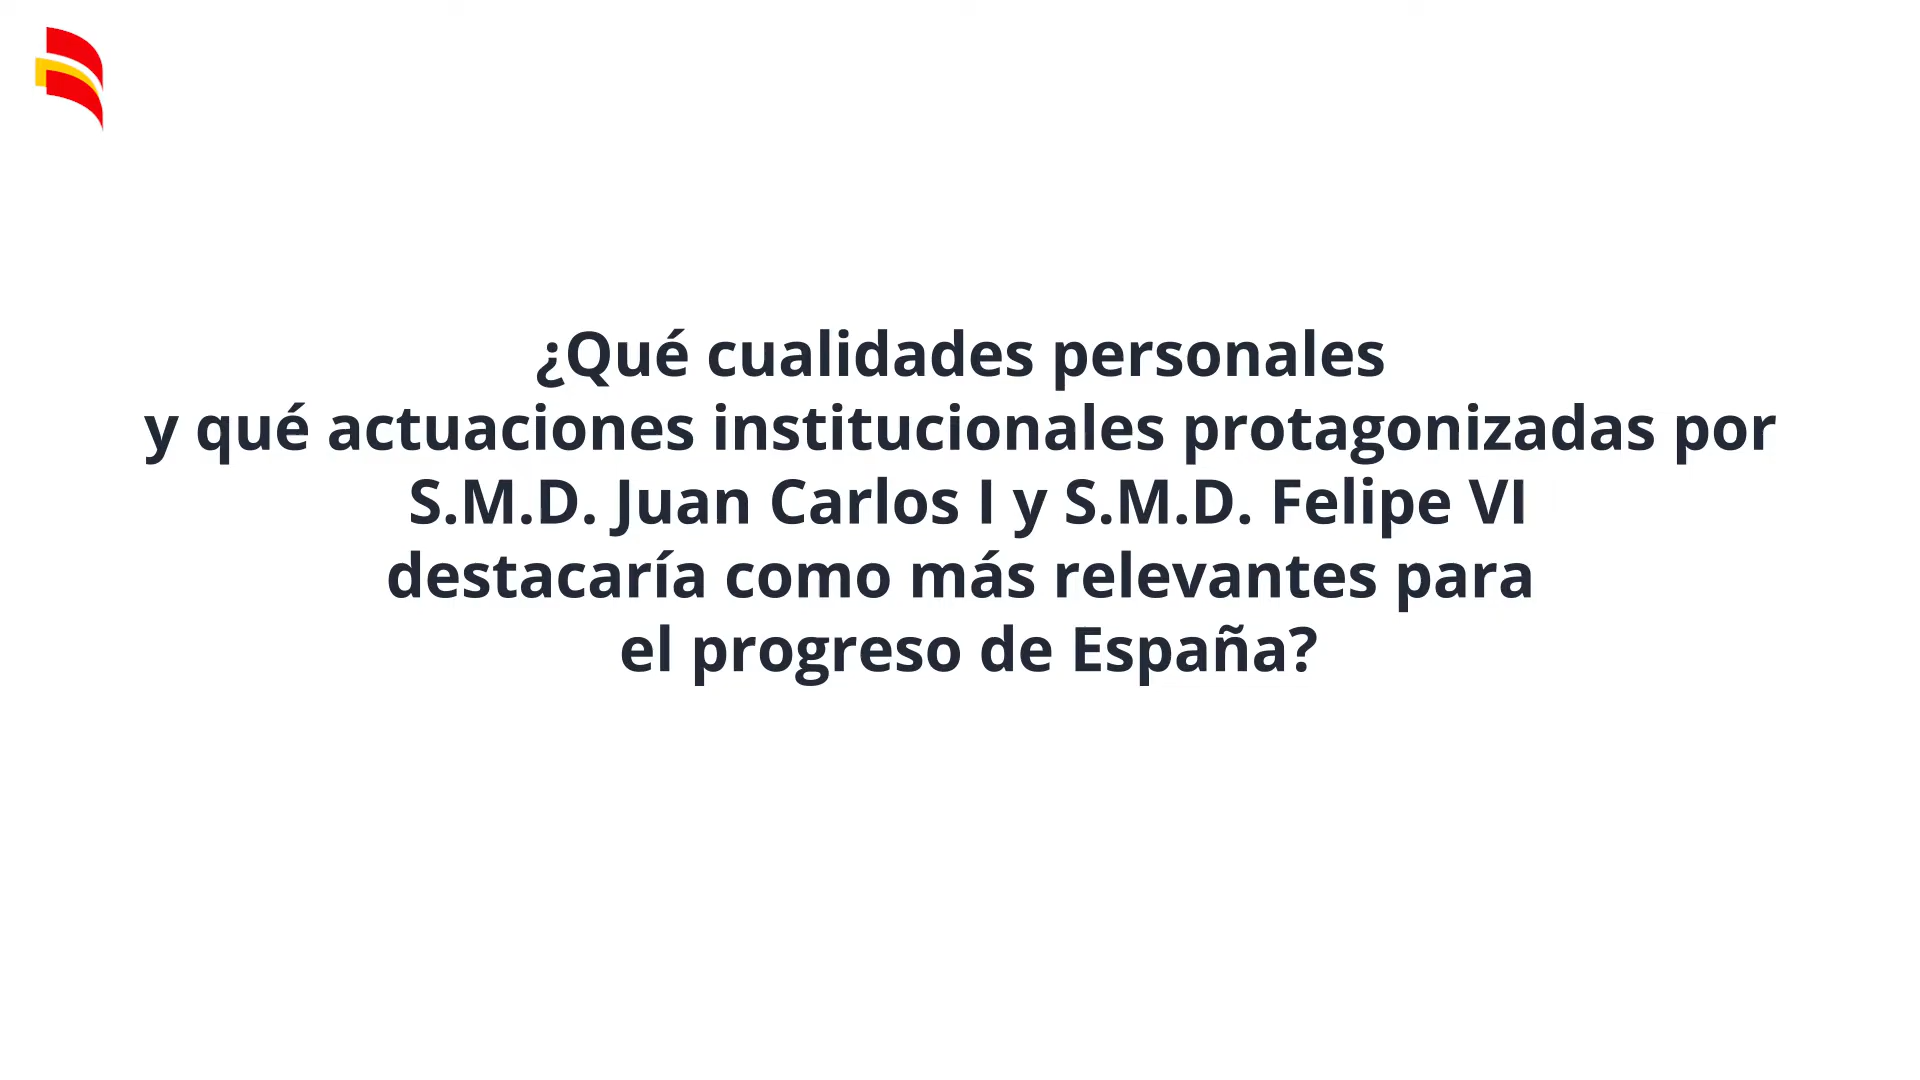 ¿Qué cualidades personales
y qué actuaciones institucionales protagonizadas por
S.M.D. Juan Carlos I y S.M.D. Felipe VI
destacaría como más relevantes para
el progreso de España?